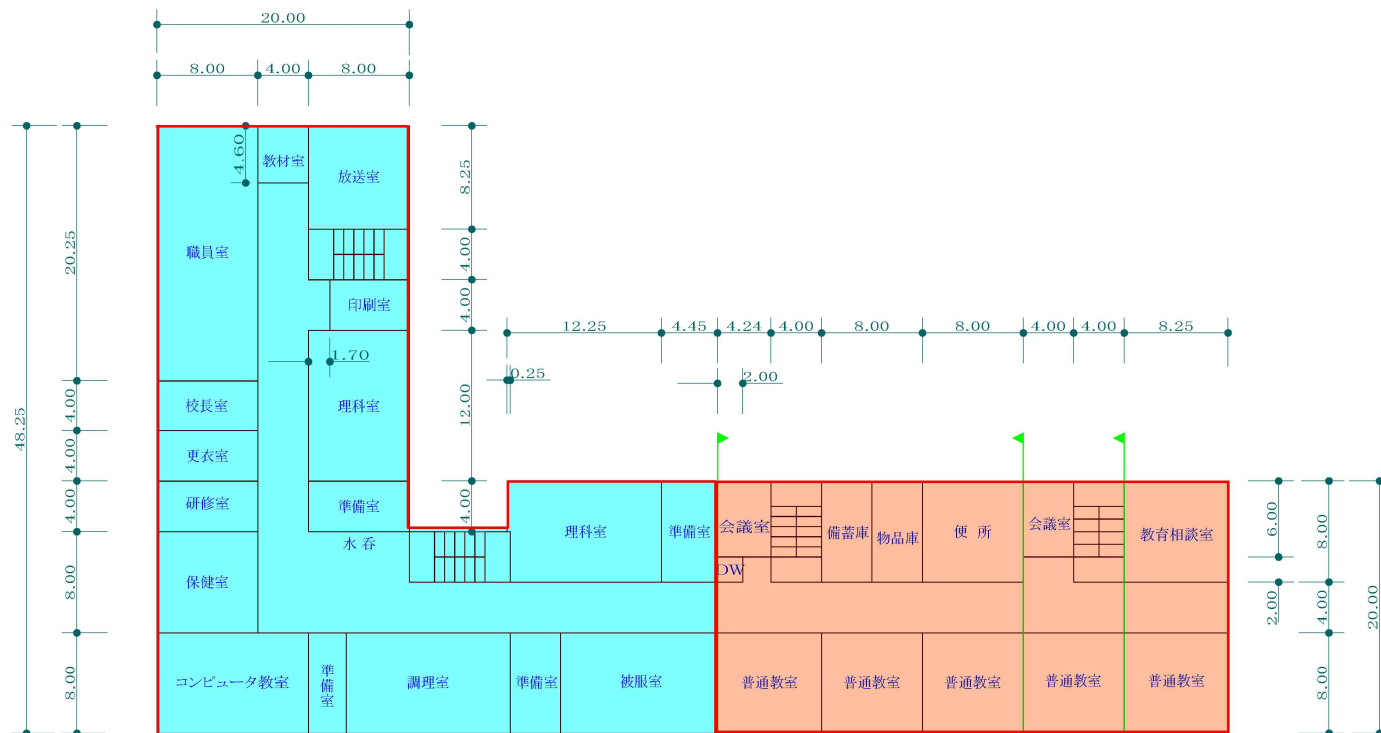 20.00
8.00 4.00 8.00
48.25
20.25
4.00
4.00
4.00
8.00
8.00
4.60
教材室
放送室
職員室
印刷室
1.70
校長室
理科室
更衣室
研修室
準備室
水 呑
保健室
8.25
4.00
4.00
12.00
4.00
12.25 4.45 4.24 4.00 8.00 8.00 4.00 4.00 8.25
0.25
2.00
理科室
準備室
会議室
DW
備蓄庫
物品庫
便 所
会議室
教育相談室
コンピュータ教室
準備室
調理室
準備室
被服室
普通教室
普通教室
普通教室
普通教室
普通教室
6.00
2.00
8.00
4.00
8.00
20.00